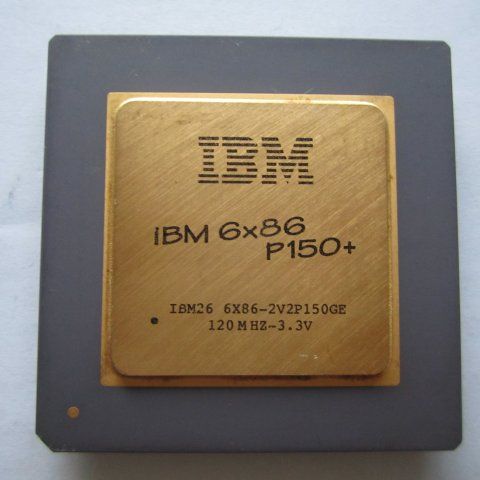 IBM
IBM 6x86
P150+
IBM26 6X86-2V2P150GE
120MHZ-3.3V